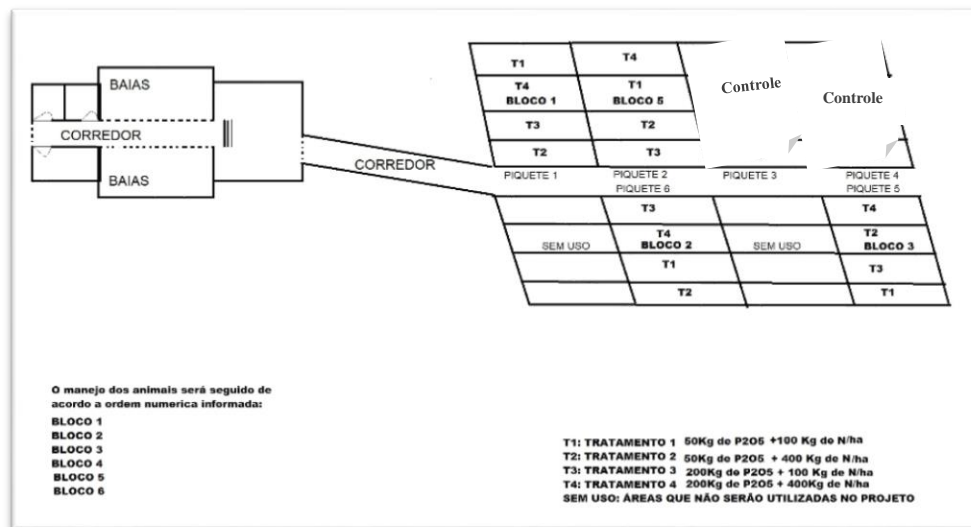 BAIAS
CORREDOR
BAIAS
CORREDOR
T1
T4
BLOCO 1
T3
T2
T4
T1
BLOCO 5
T2
T3
Controle
Controle
PIQUETE 1
PIQUETE 2
PIQUETE 3
PIQUETE 4
PIQUETE 6
PIQUETE 5
SEM USO
T3
T4
BLOCO 2
T1
T2
SEM USO
T4
T2
BLOCO 3
T3
T1
O manejo dos animais será seguido de
acordo a ordem numerica informada:
BLOCO 1
BLOCO 2
BLOCO 3
BLOCO 4
BLOCO 5
BLOCO 6
T1: TRATAMENTO 1 50Kg de P2O5 +100 Kg de N/ha
T2: TRATAMENTO 2 50Kg de P2O5 + 400 Kg de N/ha
T3: TRATAMENTO 3 200Kg de P2O5 + 100 Kg de N/ha
T4: TRATAMENTO 4 200Kg de P2O5 + 400Kg de N/ha
SEM USO: ÁREAS QUE NÃO SERÃO UTILIZADAS NO PROJETO